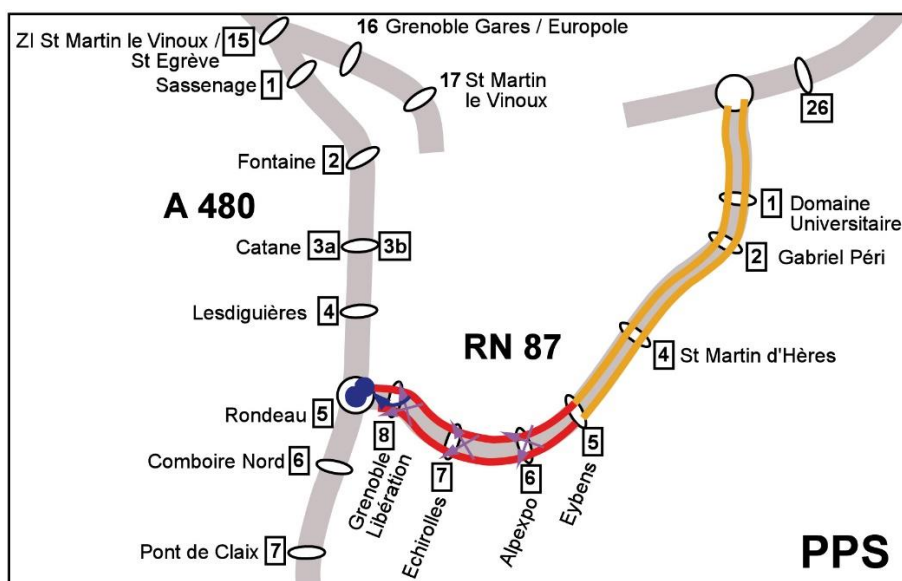 ZI St Martin le Vinoux /
St Egrève
15
Sassenage 1
16 Grenoble Gares / Europole
17 St Martin
le Vinoux
26
Fontaine 2
A 480
Catane 3a 3b
Lesdiguières 4
Rondeau 5
Comboire Nord 6
Pont de Claix 7
RN 87
1 Domaine
Universitaire
2 Gabriel Péri
4 St Martin d'Hères
8
Grenoble
Libération
7
Echirolles
6
Alpexpo
5
Eybens
PPS